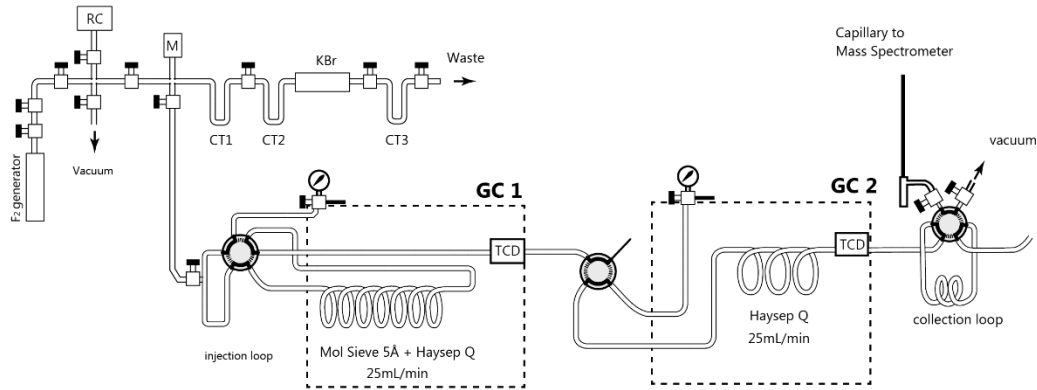 RC
M
Capillary to
Mass Spectrometer
KBr
Waste
CT1
CT2
CT3
Vacuum
F2 generator
vacuum
GC 1
GC 2
TCD
TCD
injection loop
Mol Sieve 5Å + Haysep Q
25mL/min
Haysep Q
25mL/min
collection loop